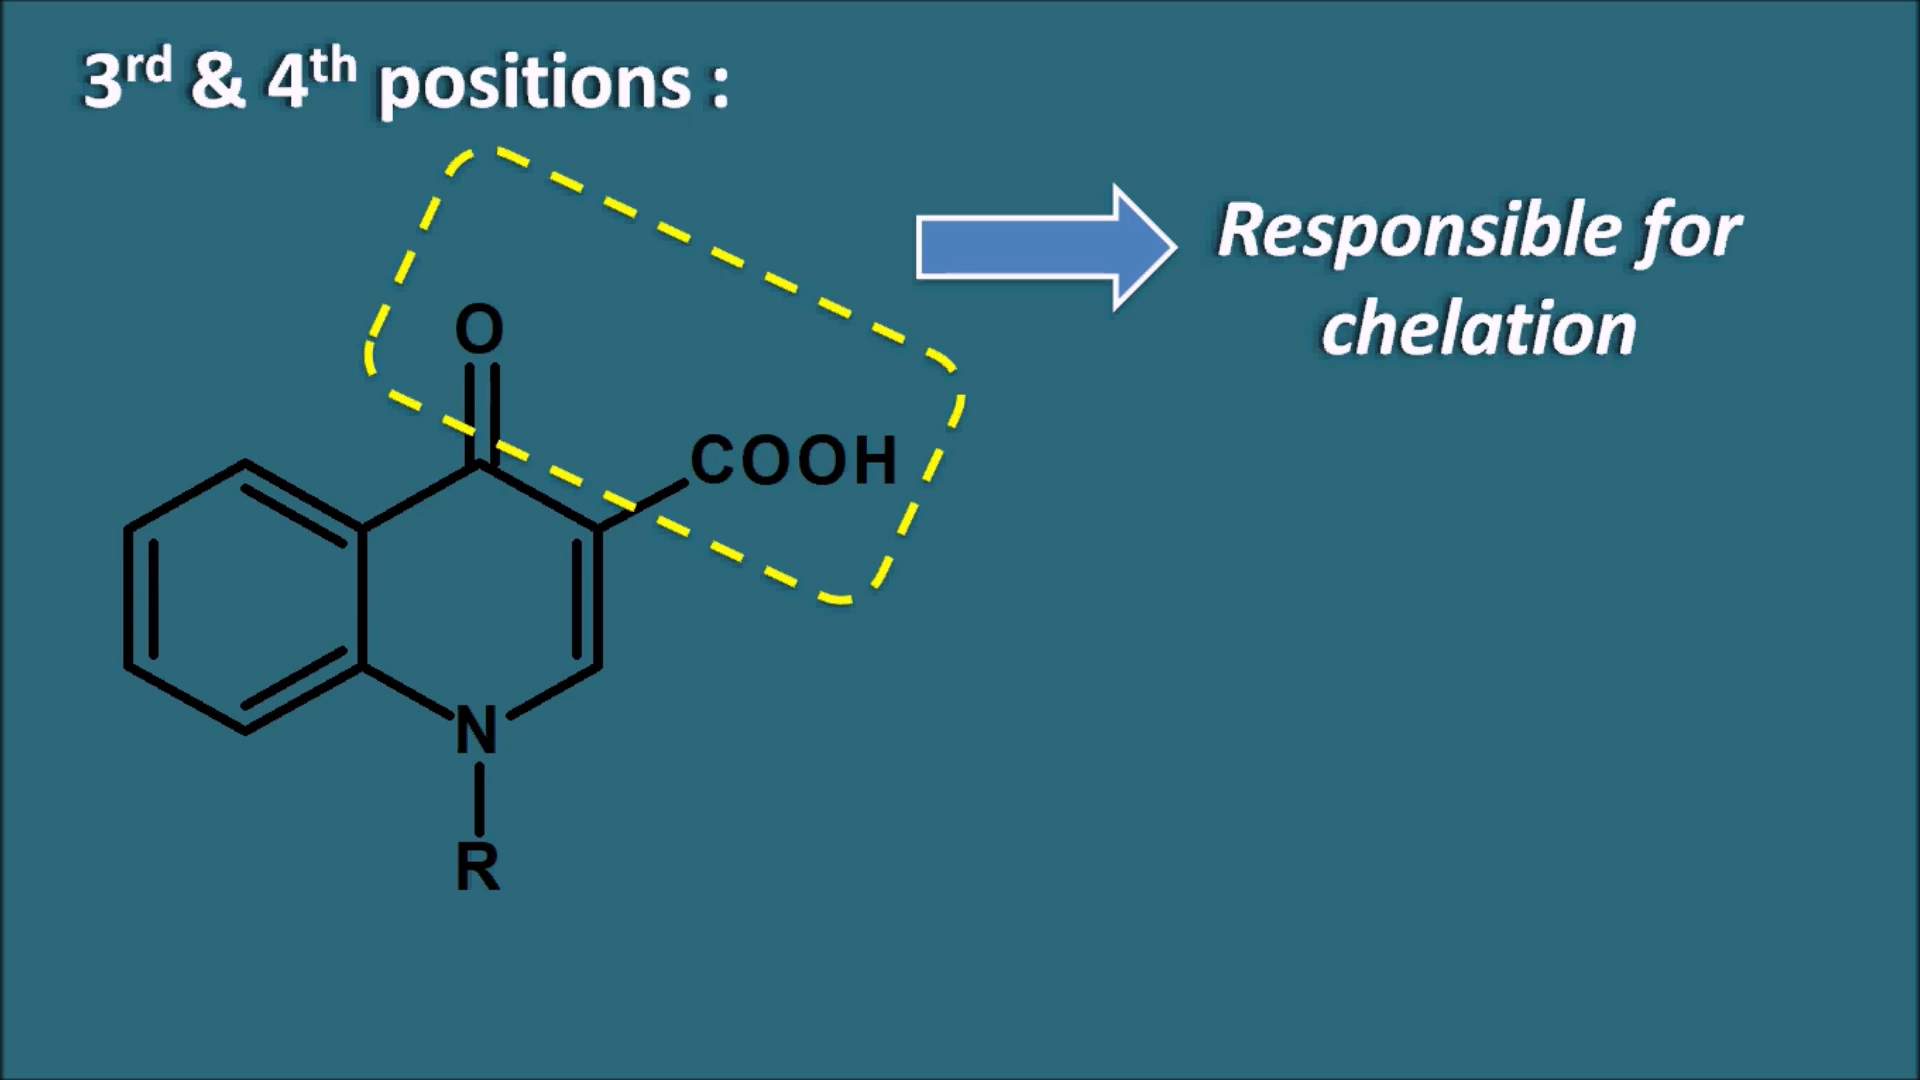 3rd & 4th positions :
Responsible for
chelation
O
COOH
N
R